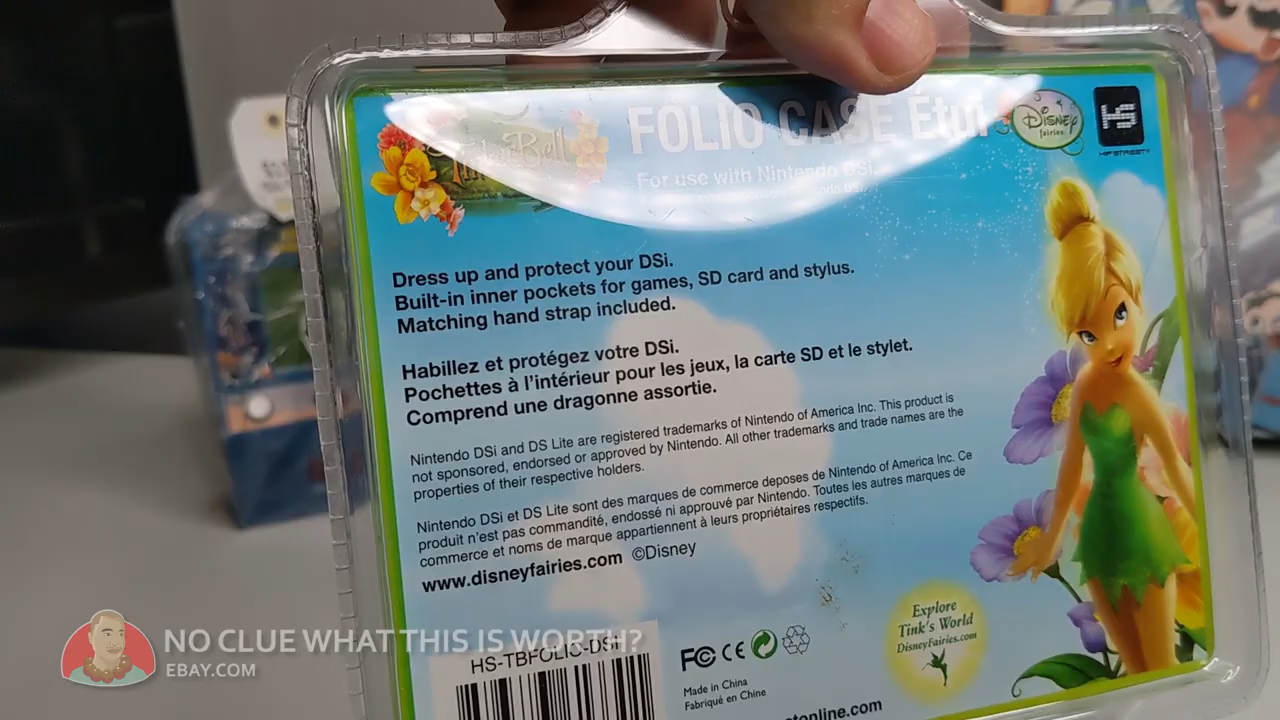 Tinker Bell
FOLIO CASE Étui
Disney
fairies
HS
HIP STREET
For use with Nintendo DSi.
Nintendo DSi.
Dress up and protect your DSi.
Built-in inner pockets for games, SD card and stylus.
Matching hand strap included.
Habillez et protégez votre DSi.
Pochettes à l'intérieur pour les jeux, la carte SD et le stylet.
Comprend une dragonne assortie.
Nintendo DSi and DS Lite are registered trademarks of Nintendo of America Inc. This product is
not sponsored, endorsed or approved by Nintendo. All other trademarks and trade names are the
properties of their respective holders.
Nintendo DSi et DS Lite sont des marques de commerce deposes de Nintendo of America Inc. Ce
produit n'est pas commandité, endossé ni approuvé par Nintendo. Toutes les autres marques de
commerce et noms de marque appartiennent à leurs propriétaires respectifs.
www.disneyfairies.com ©Disney
HS-TBFOLIO-DSi
FC CE
Made in China
Fabriqué en Chine
Explore
Tink's World
DisneyFairies.com
etonline.com
NO CLUE WHAT THIS IS WORTH?
EBAY.COM